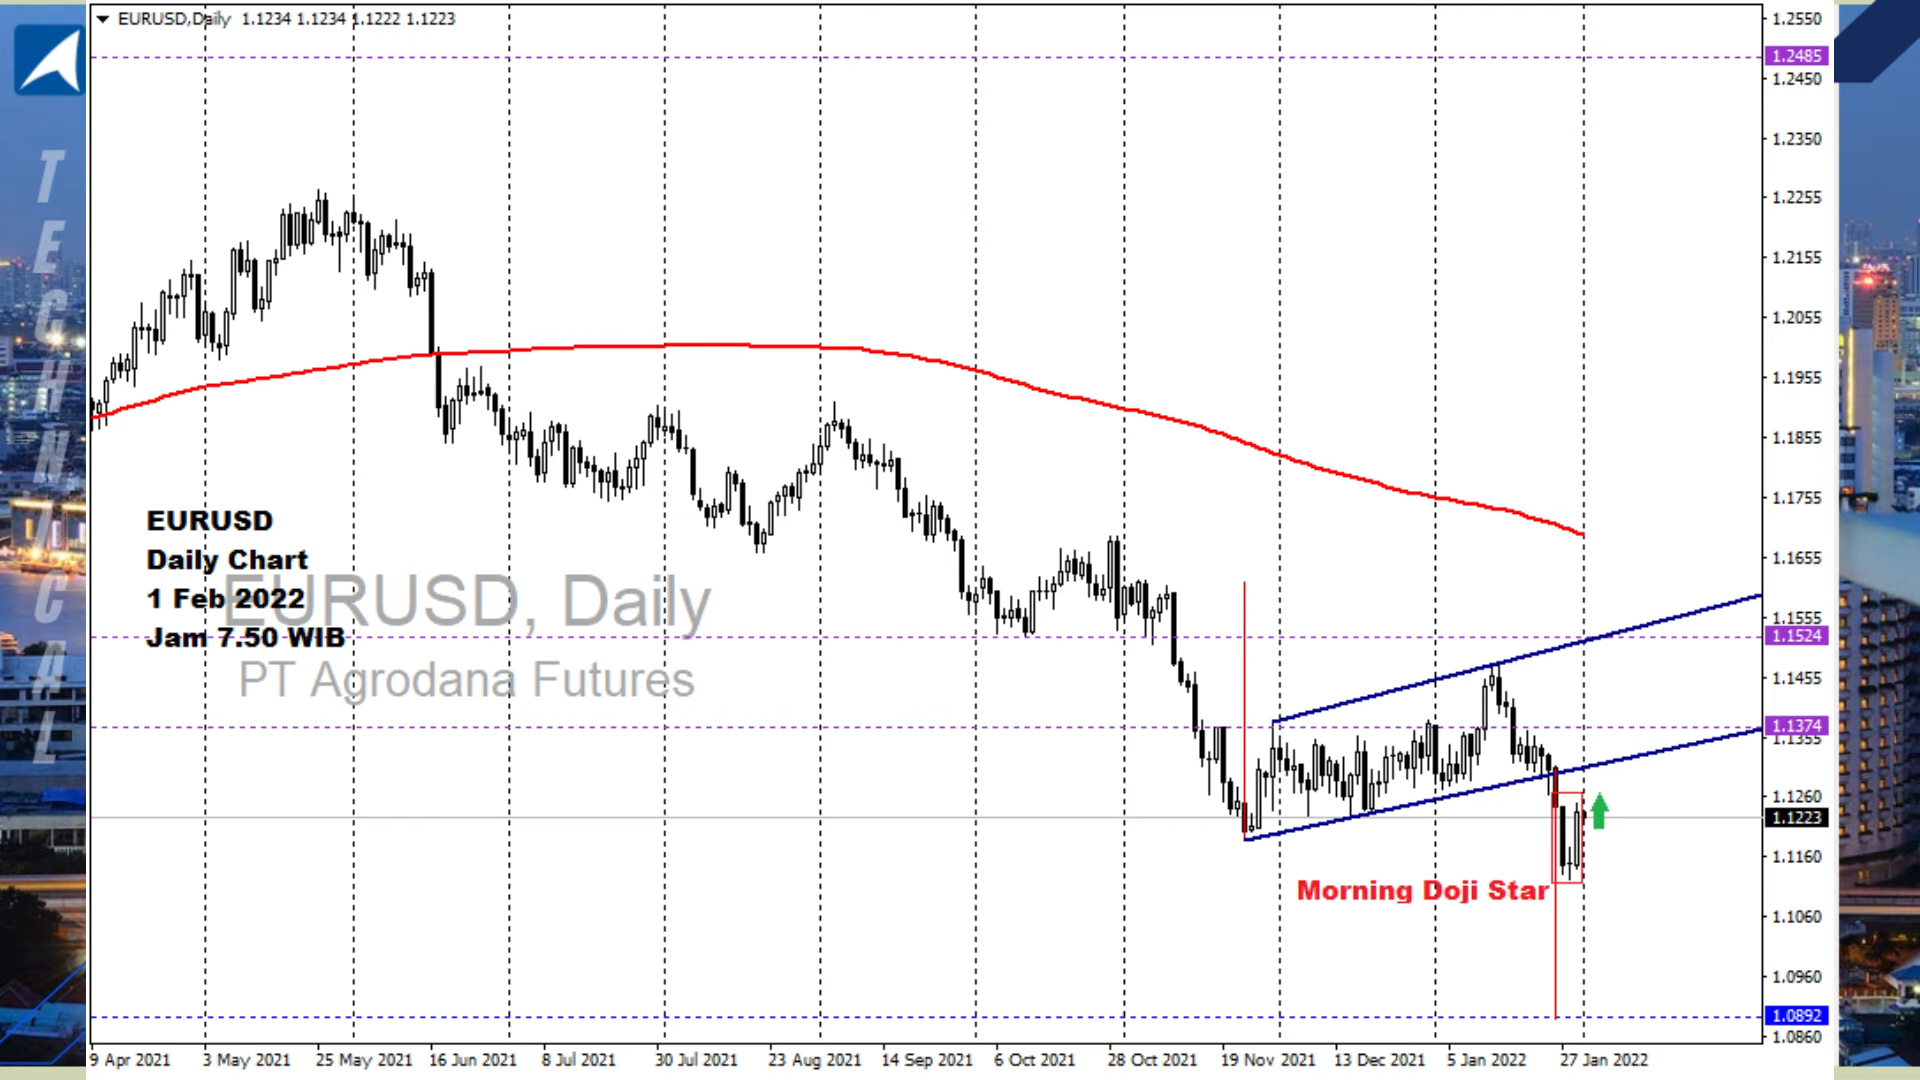 EURUSD,Daily 1.1234 1.1234 1.1222 1.1223
TECHNICAL
EURUSD
Daily Chart
1 Feb 2022
Jam 7.50 WIB
EURUSD, Daily
PT Agrodana Futures
Morning Doji Star
1.2550
1.2485
1.2450
1.2350
1.2255
1.2155
1.2055
1.1955
1.1855
1.1755
1.1655
1.1555
1.1524
1.1455
1.1374
1.1355
1.1260
1.1223
1.1160
1.1060
1.0960
1.0892
1.0860
9 Apr 2021 3 May 2021 25 May 2021 16 Jun 2021 8 Jul 2021 30 Jul 2021 23 Aug 2021 14 Sep 2021 6 Oct 2021 28 Oct 2021 19 Nov 2021 13 Dec 2021 5 Jan 2022 27 Jan 2022